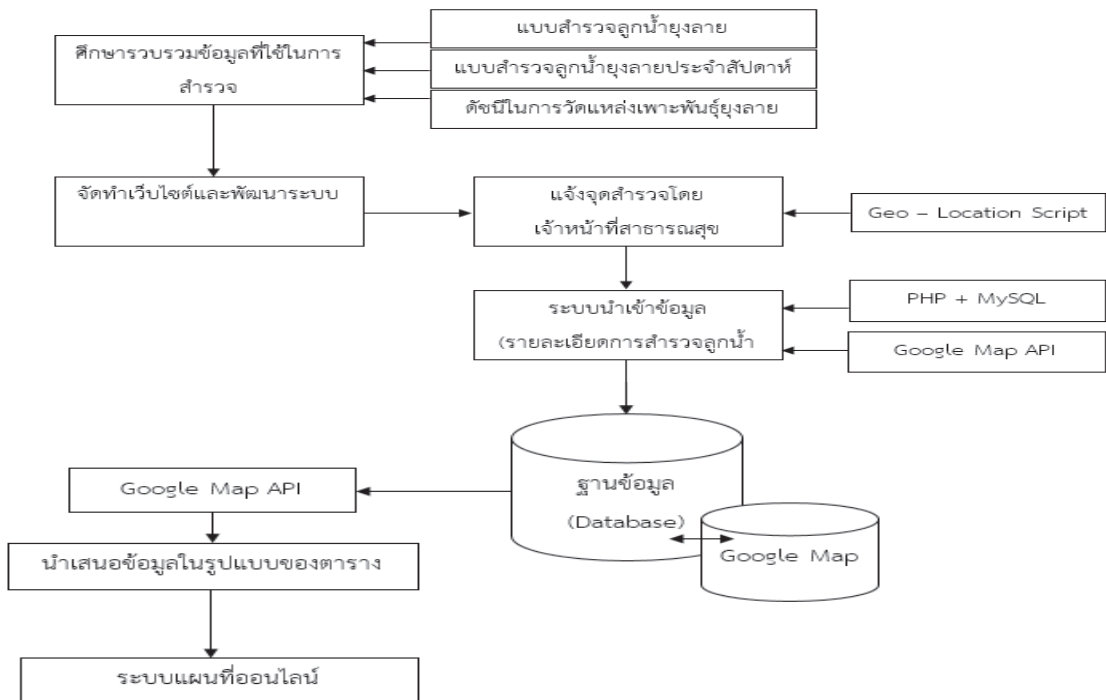 แบบสำรวจลูกน้ำยุงลาย
ศึกษารวบรวมข้อมูลที่ใช้ในการ
สำรวจ
แบบสำรวจลูกน้ำยุงลายประจำสัปดาห์
ดัชนีในการวัดแหล่งเพาะพันธุ์ยุงลาย
จัดทำเว็บไซต์และพัฒนาระบบ
แจ้งจุดสำรวจโดย
เจ้าหน้าที่สาธารณสุข
Geo – Location Script
ระบบนำเข้าข้อมูล
(รายละเอียดการสำรวจลูกน้ำ
PHP + MySQL
Google Map API
ฐานข้อมูล
(Database)
Google Map
Google Map API
นำเสนอข้อมูลในรูปแบบของตาราง
ระบบแผนที่ออนไลน์